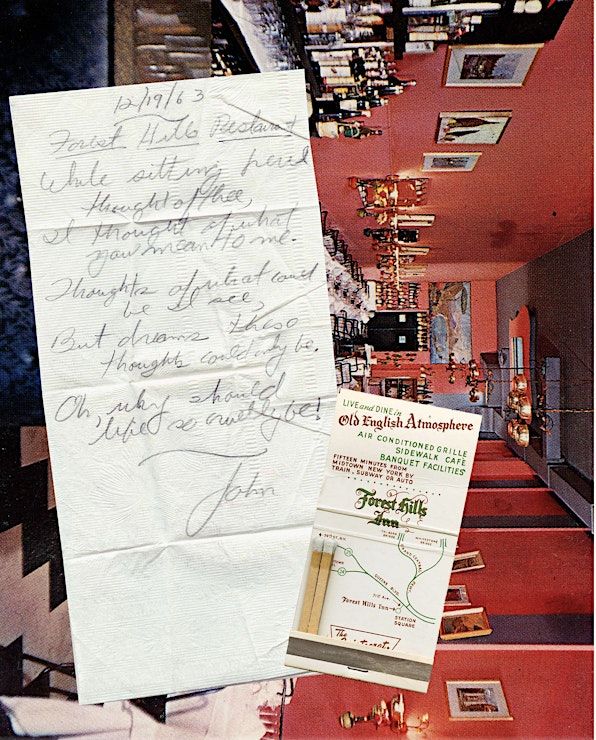 12/19/63
Forest Hills Restaurant
While sitting here I
thought of thee,
I thought of what
you mean to me.
Thoughts of what could
be I see,
But dreams these
thoughts could only be.
Oh, why should
life so cruelly be!
John
LIVE and DINE in
Old English Atmosphere
AIR CONDITIONED GRILLE
SIDEWALK CAFE
BANQUET FACILITIES
FIFTEEN MINUTES FROM
MIDTOWN NEW YORK BY
TRAIN, SUBWAY OR AUTO
Forest Hills
Inn
Forest Hills Inn
STATION
SQUARE
The